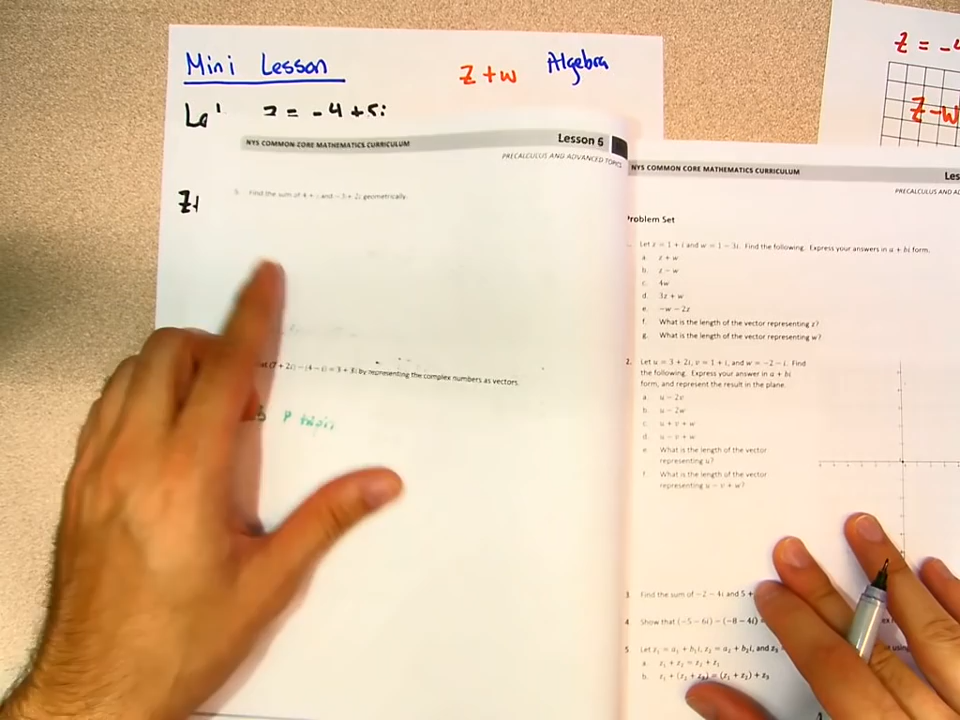 Mini Lesson
z + w
Algebra
z = -4 + 5i
z = -4
z-w
NYS COMMON CORE MATHEMATICS CURRICULUM
Lesson 6
PRECALCULUS AND ADVANCED TOPICS
Find the sum of 4 + i and −3 + 2i geometrically.
(7 + 2i) − (4 − i) = 3 + 3i by representing the complex numbers as vectors.
NYS COMMON CORE MATHEMATICS CURRICULUM
Les
PRECALCULUS AND AD
Problem Set
Let z = 1 + i and w = 1 − 3i. Find the following. Express your answers in a + bi form.
a. z + w
b. z − w
c. 4w
d. 3z + w
e. −w − 2z
f. What is the length of the vector representing z?
g. What is the length of the vector representing w?
2. Let u = 3 + 2i, v = 1 + i, and w = −2 − i. Find
the following. Express your answer in a + bi
form, and represent the result in the plane.
a. u − 2v
b. u − 2w
c. u + v + w
d. u − v + w
e. What is the length of the vector
representing u?
f. What is the length of the vector
representing u − v + w?
3. Find the sum of −2 − 4i and 5 +
4. Show that (−5 − 6i) − (−8 − 4i) =
5. Let z₁ = a₁ + b₁i, z₂ = a₂ + b₂i, and z₃
a. z₁ + z₂ = z₂ + z₁
b. z₁ + (z₂ + z₃) = (z₁ + z₂) + z₃